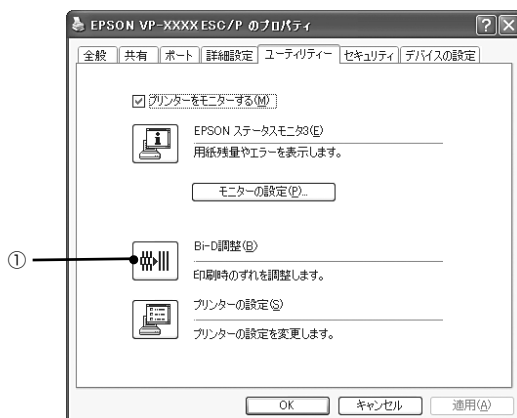 EPSON VP-XXXX ESC/P のプロパティ
全般 共有 ポート 詳細設定 ユーティリティー セキュリティ デバイスの設定
プリンターをモニターする(M)
EPSON ステータスモニタ3(E)
用紙残量やエラーを表示します。
モニターの設定(P)...
①
Bi-D調整(B)
印刷時のずれを調整します。
プリンターの設定(S)
プリンターの設定を変更します。
OK キャンセル 適用(A)